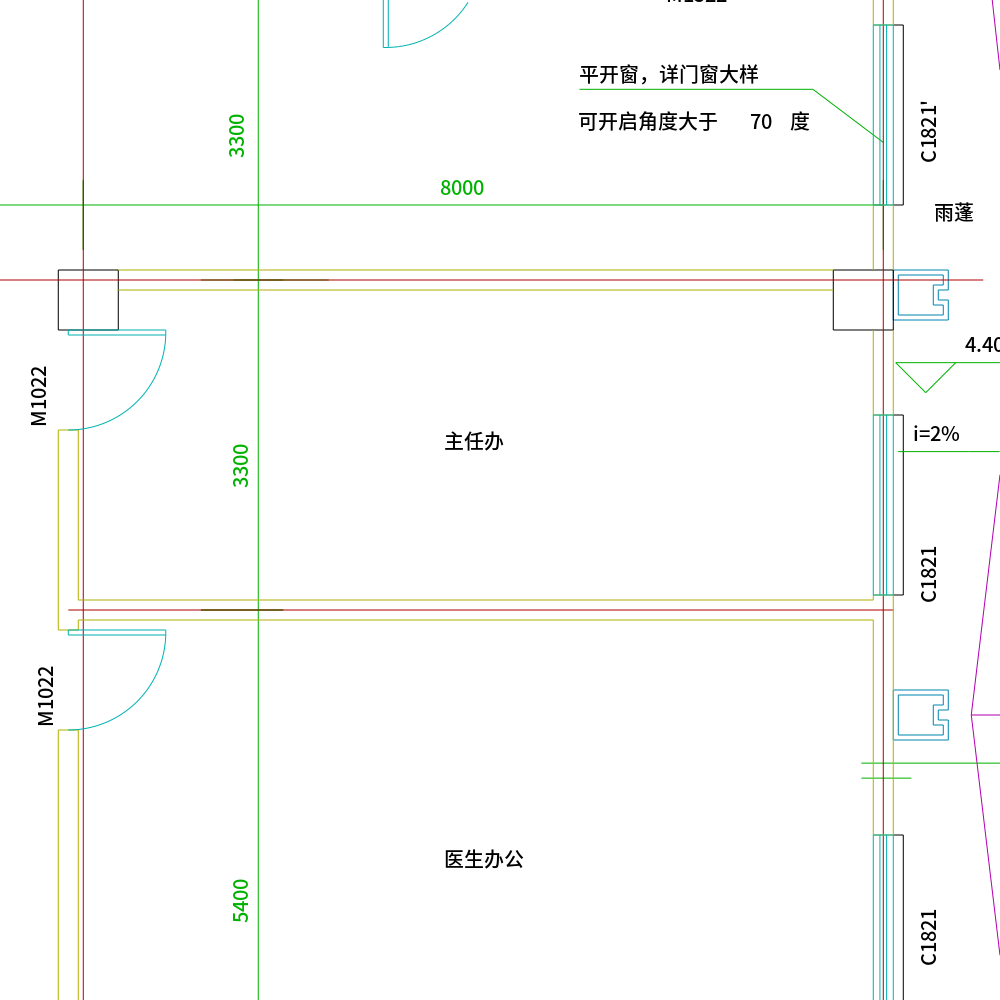 平开窗，详门窗大样
可开启角度大于 70 度
3300
C1821'
8000
雨蓬
4.40
M1022
i=2%
主任办
3300
C1821
M1022
医生办公
5400
C1821